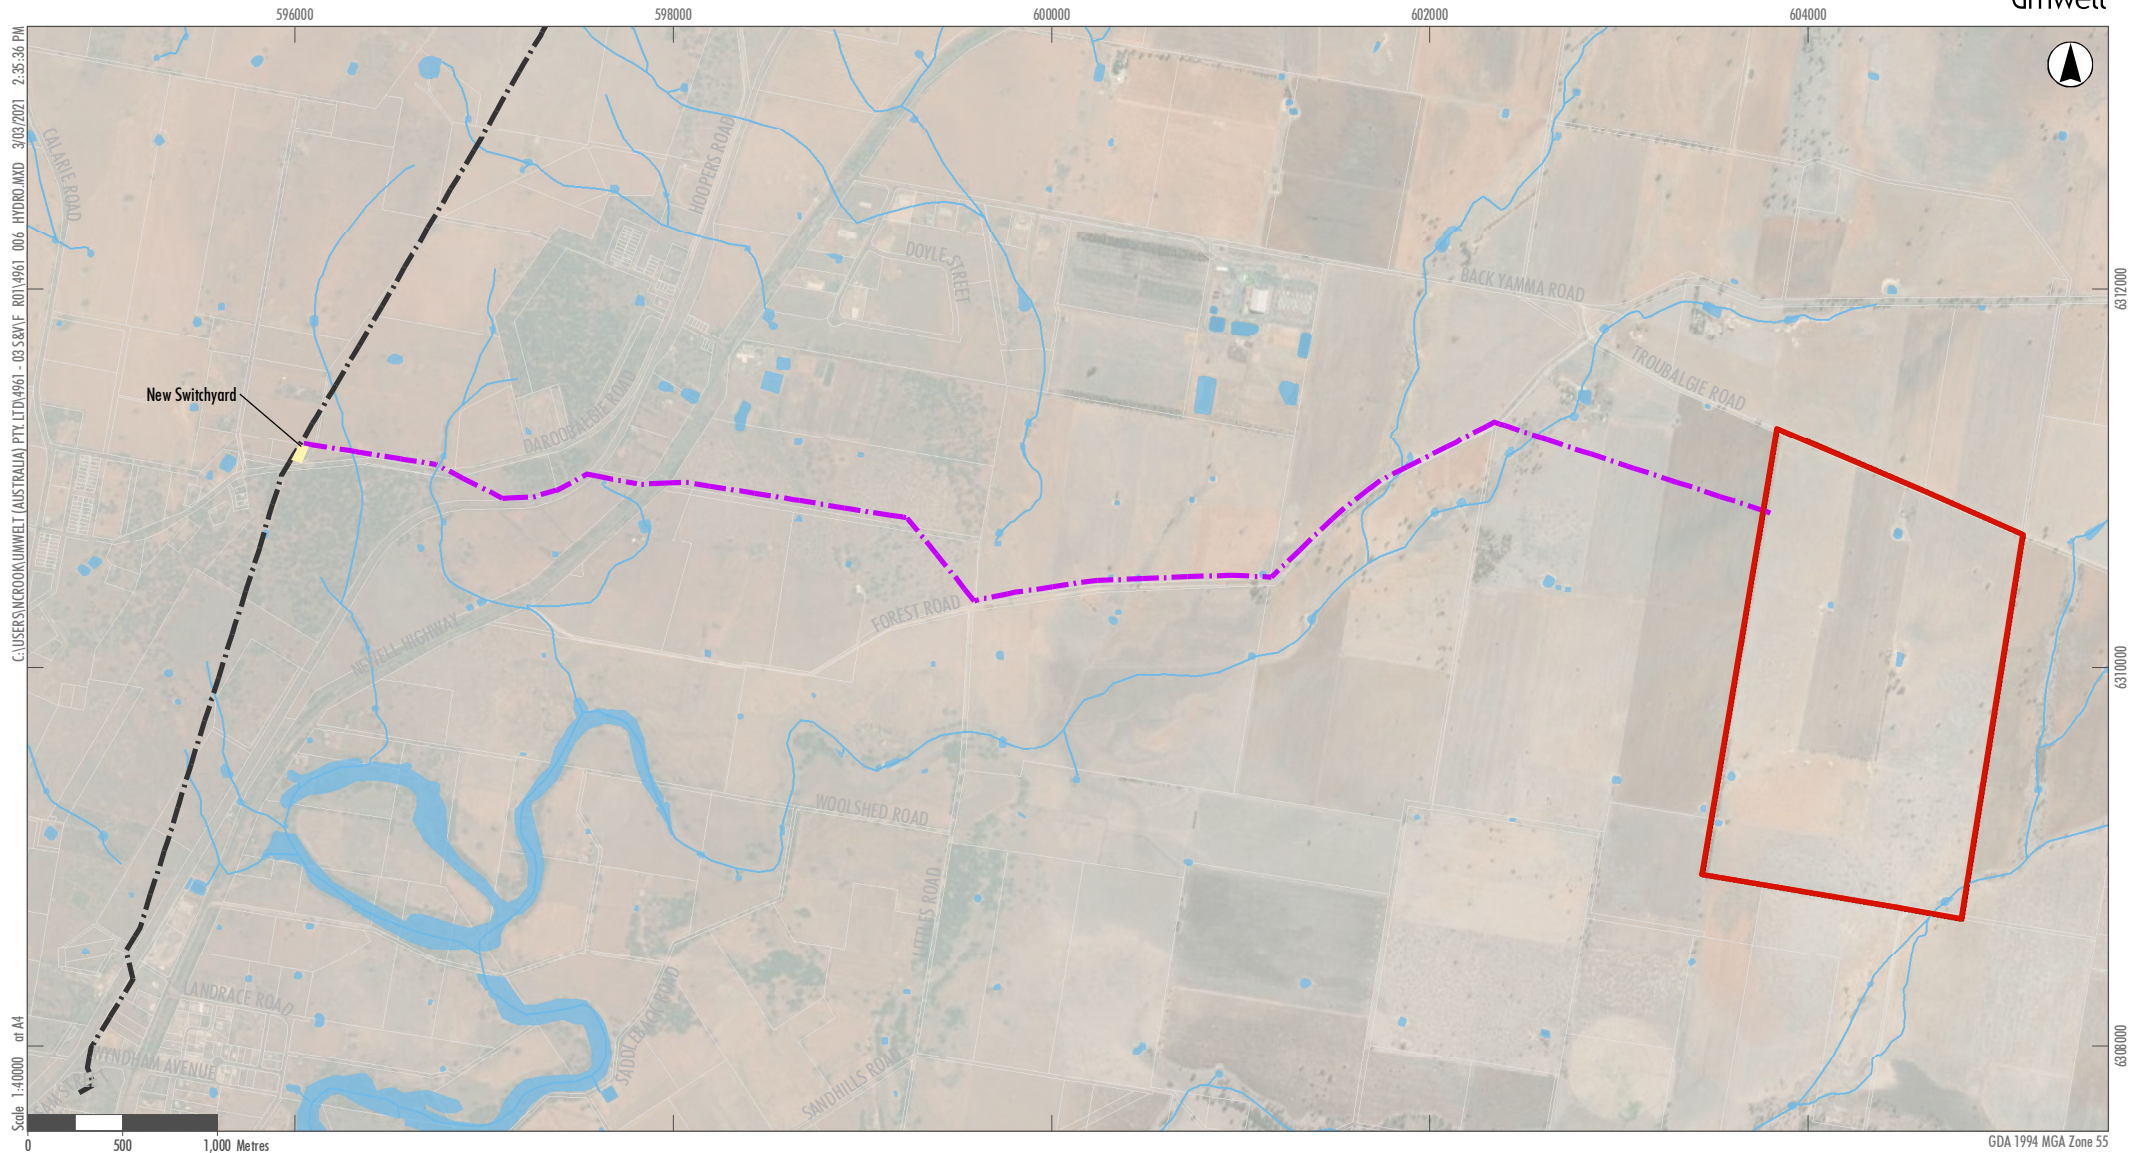 umwelt
596000
598000
600000
602000
604000
C:\USERS\NCROOK\UMWELT (AUSTRALIA) PTY. LTD\4961 - 03 S&V\F R01\4961 006 HYDRO.MXD 3/03/2021 2:35:36 PM
CALARIE ROAD
HOOPERS ROAD
DOYLE STREET
BACK YAMMA ROAD
6312000
TROUBALGIE ROAD
New Switchyard
DAROOBALGIE ROAD
FOREST ROAD
NEWELL HIGHWAY
6310000
WOOLSHED ROAD
LANDRACE ROAD
SADDLEBACK ROAD
WYNDHAM AVENUE
SANDHILLS ROAD
6308000
Scale 1:40000 at A4
0 500 1,000 Metres
GDA 1994 MGA Zone 55